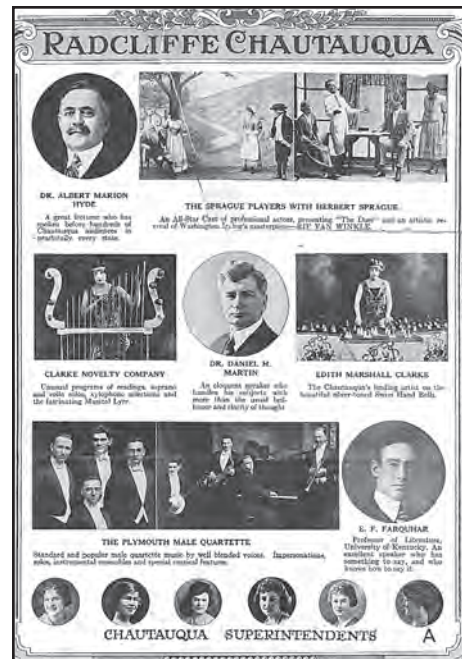 RADCLIFFE CHAUTAUQUA
DR. ALBERT MARION
HYDE
A great lecturer who has
spoken before hundreds of
Chautauqua audiences in
practically every state.
THE SPRAGUE PLAYERS WITH HERBERT SPRAGUE
An All-Star Cast of professional actors, presenting "The Duel" and an artistic re-
vival of Washington Irving's masterpiece—RIP VAN WINKLE.
CLARKE NOVELTY COMPANY
Unusual programs of readings, soprano
and solos, xylophone selections and
the fascinating Musical Lyre.
DR. DANIEL H.
MARTIN
An eloquent speaker who
handles his subjects with
more than the usual bril-
liance and clarity of thought
EDITH MARSHALL CLARKE
The Chautauqua's leading artist on the
beautiful silver-toned Hand Bells.
THE PLYMOUTH MALE QUARTETTE
Standard and popular male quartette music by well blended voices. Impersonations,
solos, instrumental ensembles and special musical features.
E. F. FARQUHAR
Professor of Literature,
University of Kentucky. An
excellent speaker who has
something to say, and who
knows how to say it.
CHAUTAUQUA SUPERINTENDENTS
A